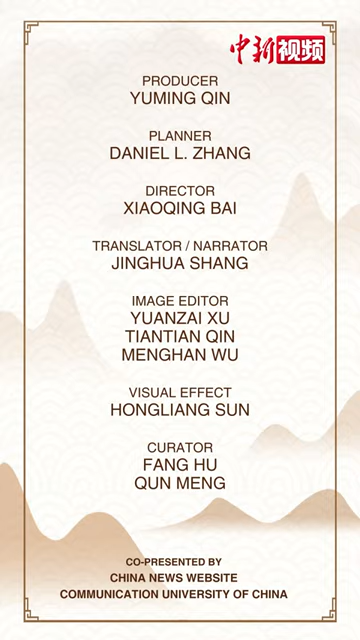 中新视频
PRODUCER
YUMING QIN
PLANNER
DANIEL L. ZHANG
DIRECTOR
XIAOQING BAI
TRANSLATOR / NARRATOR
JINGHUA SHANG
IMAGE EDITOR
YUANZAI XU
TIANTIAN QIN
MENGHAN WU
VISUAL EFFECT
HONGLIANG SUN
CURATOR
FANG HU
QUN MENG
CO-PRESENTED BY
CHINA NEWS WEBSITE
COMMUNICATION UNIVERSITY OF CHINA